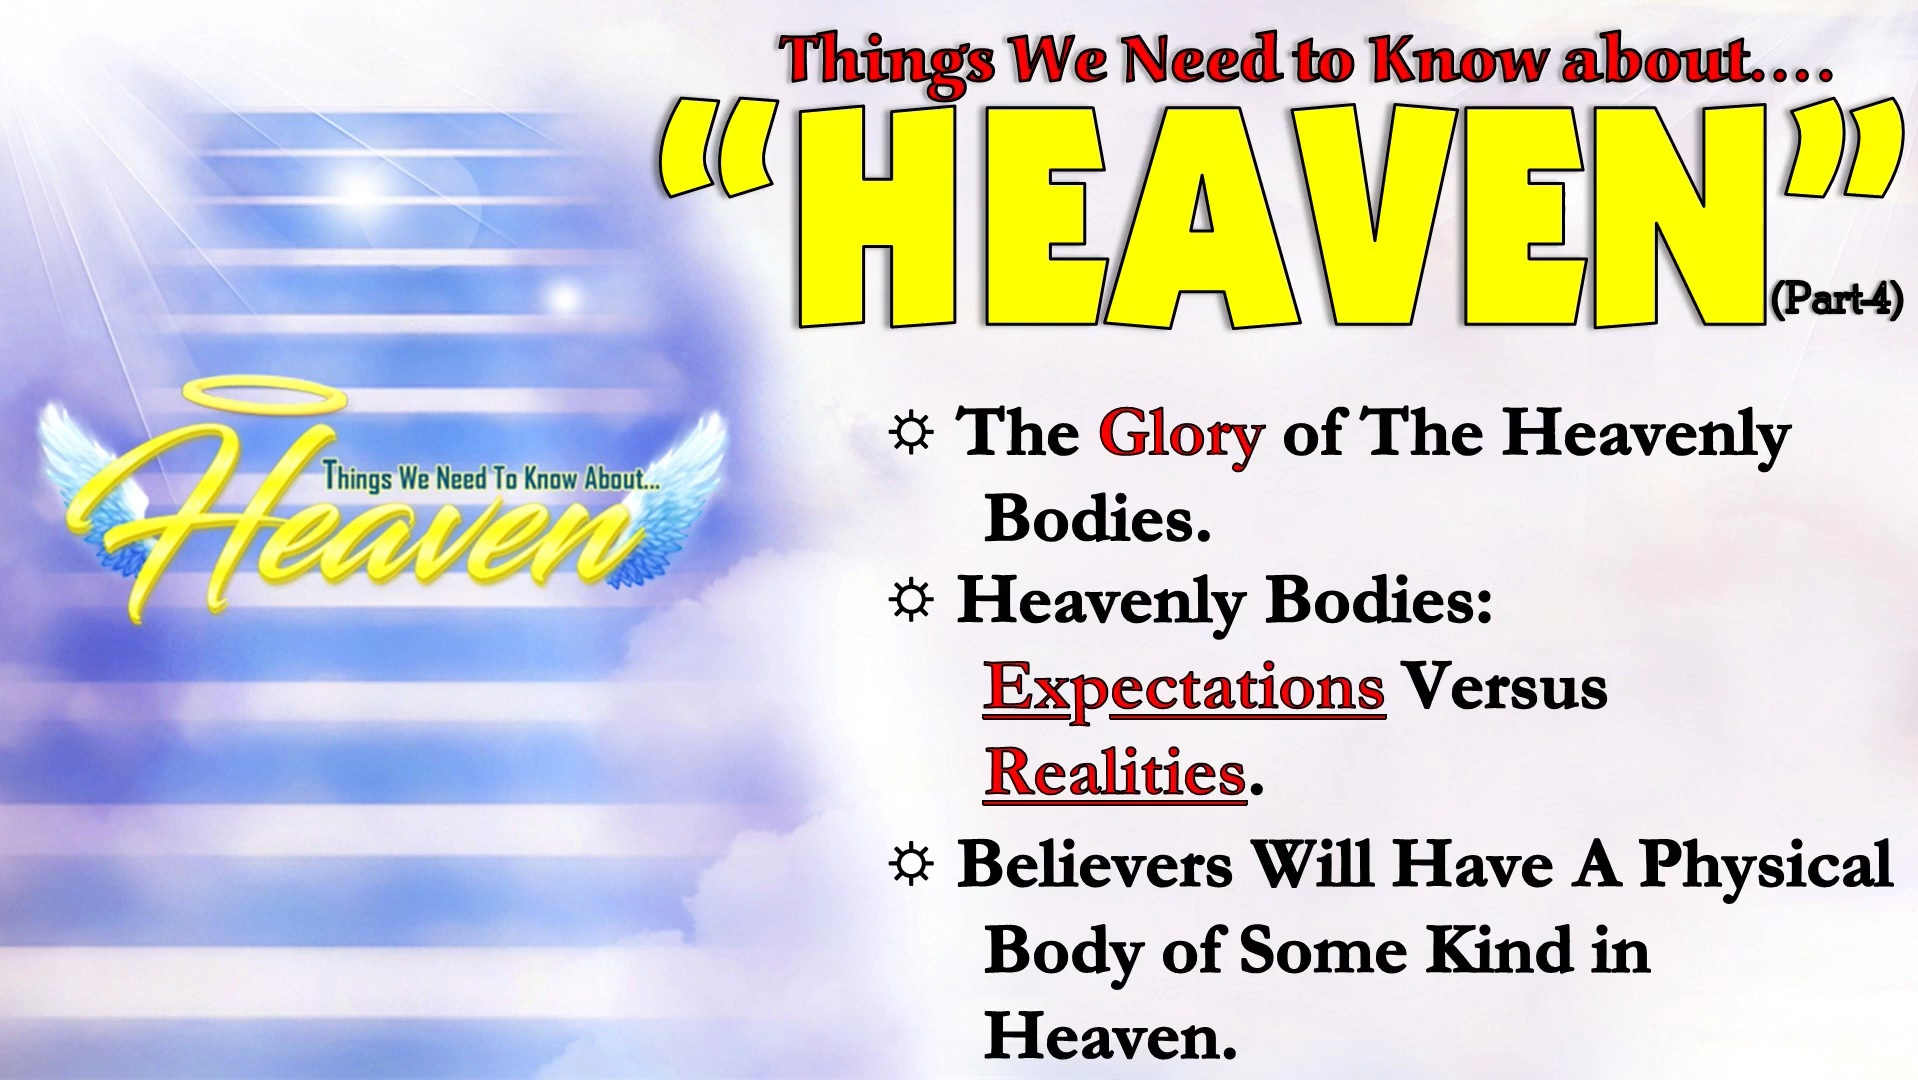 Things We Need to Know about....
“HEAVEN”
(Part-4)
Things We Need To Know About...
Heaven
☼ The Glory of The Heavenly
Bodies.
☼ Heavenly Bodies:
Expectations Versus
Realities.
☼ Believers Will Have A Physical
Body of Some Kind in
Heaven.